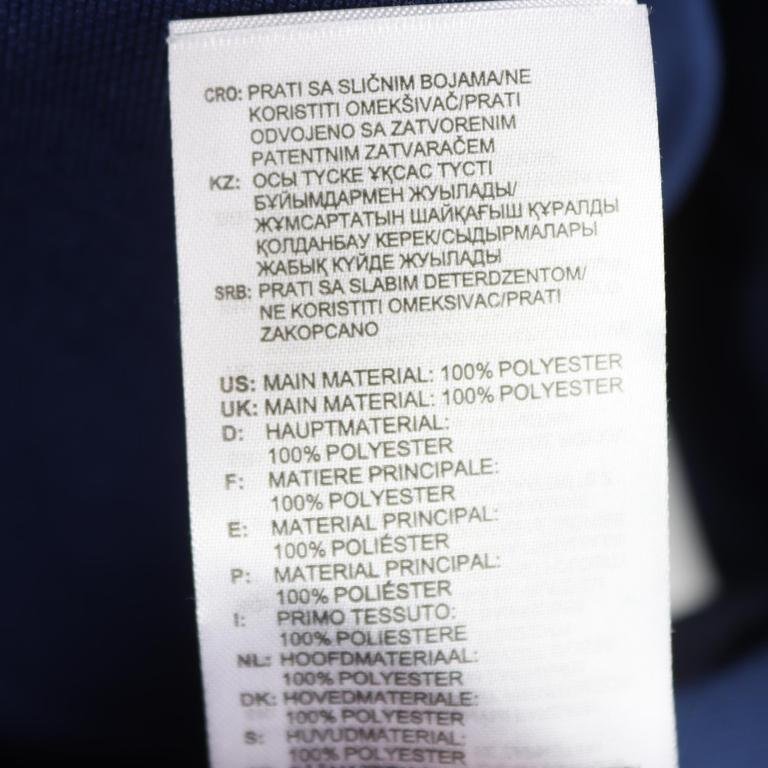 CRO: PRATI SA SLIČNIM BOJAMA/NE
KORISTITI OMEKŠIVAČ/PRATI
ODVOJENO SA ZATVORENIM
PATENTNIM ZATVARAČEM
KZ: ОСЫ ТҮСКЕ ҰҚСАС ТҮСТІ
БҰЙЫМДАРМЕН ЖУЫЛАДЫ/
ЖҰМСАРТАТЫН ШАЙҚАҒЫШ ҚҰРАЛДЫ
ҚОЛДАНБАУ КЕРЕК/СЫДЫРМАЛАРЫ
ЖАБЫҚ КҮЙДЕ ЖУЫЛАДЫ
SRB: PRATI SA SLABIM DETERDZENTOM/
NE KORISTITI OMEKSIVAC/PRATI
ZAKOPCANO
US: MAIN MATERIAL: 100% POLYESTER
UK: MAIN MATERIAL: 100% POLYESTER
D: HAUPTMATERIAL:
100% POLYESTER
F: MATIERE PRINCIPALE:
100% POLYESTER
E: MATERIAL PRINCIPAL:
100% POLIÉSTER
P: MATERIAL PRINCIPAL:
100% POLIÉSTER
I: PRIMO TESSUTO:
100% POLIESTERE
NL: HOOFDMATERIAAL:
100% POLYESTER
DK: HOVEDMATERIALE:
100% POLYESTER
S: HUVUDMATERIAL:
100% POLYESTER